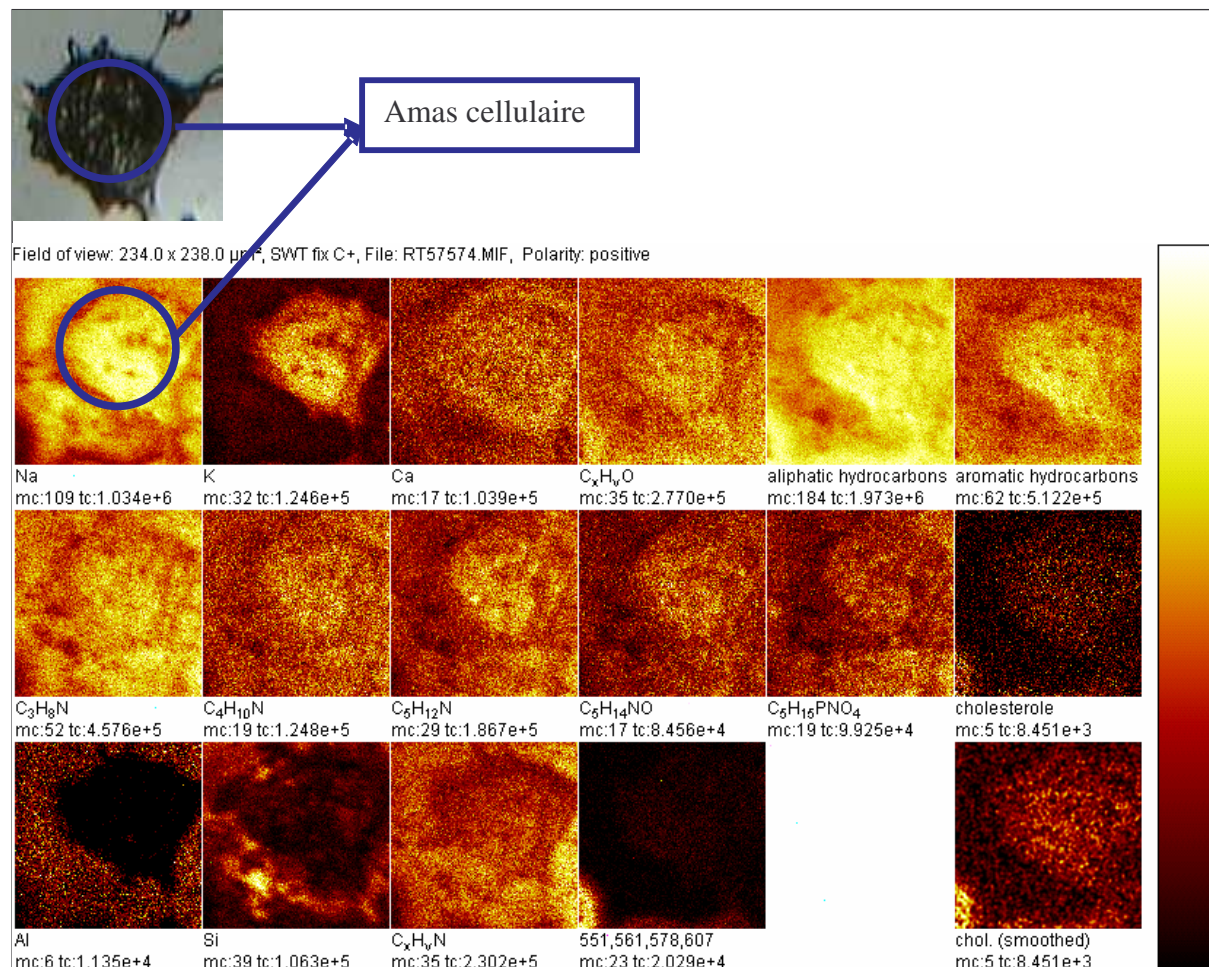 Amas cellulaire
Field of view: 234.0 x 238.0 µm², SWT fix C+, File: RT57574.MIF, Polarity: positive
Na K Ca CₓHᵧO aliphatic hydrocarbons aromatic hydrocarbons
mc:109 tc:1.034e+6 mc:32 tc:1.246e+5 mc:17 tc:1.039e+5 mc:35 tc:2.770e+5 mc:184 tc:1.973e+6 mc:62 tc:5.122e+5
C₃H₈N C₄H₁₀N C₅H₁₂N C₅H₁₄NO C₅H₁₅PNO₄ cholesterole
mc:52 tc:4.576e+5 mc:19 tc:1.248e+5 mc:29 tc:1.867e+5 mc:17 tc:8.456e+4 mc:19 tc:9.925e+4 mc:5 tc:8.451e+3
Al Si CₓHᵧN 551,561,578,607 chol. (smoothed)
mc:6 tc:1.135e+4 mc:39 tc:1.063e+5 mc:35 tc:2.302e+5 mc:23 tc:2.029e+4 mc:5 tc:8.451e+3